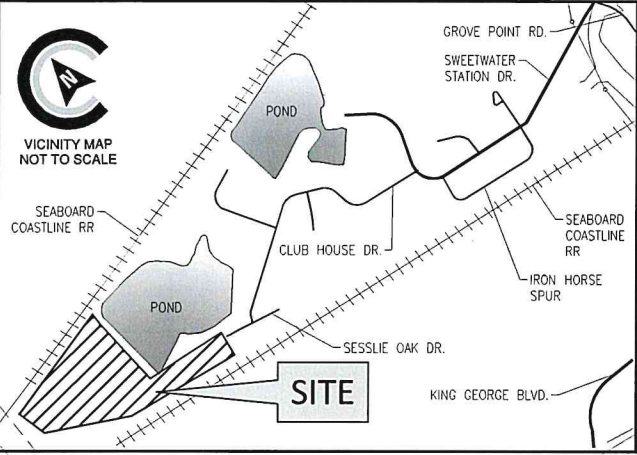 GROVE POINT RD.
SWEETWATER
STATION DR.
N
VICINITY MAP
NOT TO SCALE
POND
SEABOARD
COASTLINE RR
CLUB HOUSE DR.
SEABOARD
COASTLINE
RR
IRON HORSE
SPUR
POND
SESSLIE OAK DR.
SITE
KING GEORGE BLVD.